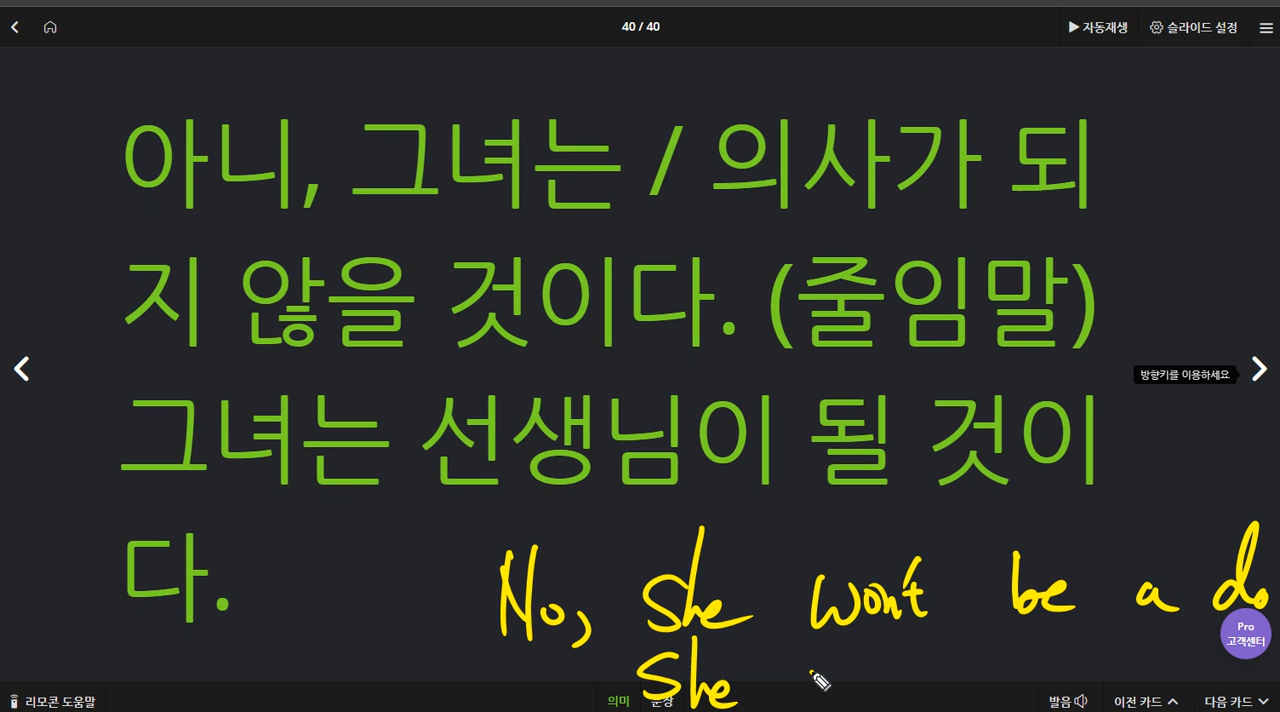 40 / 40
▶ 자동재생
슬라이드 설정
아니, 그녀는 / 의사가 되
지 않을 것이다. (줄임말)
방향키를 이용하세요
그녀는 선생님이 될 것이
다.
No, She won't be a do
Pro
고객센터
She
리모콘 도움말
의미
문장
발음
이전 카드
다음 카드